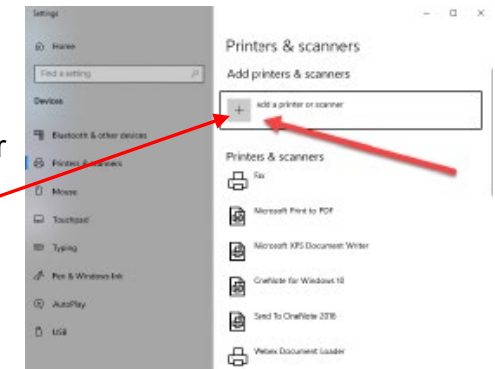 Settings
Home
Find a setting
Devices
Bluetooth & other devices
Printers & scanners
Mouse
Touchpad
Typing
Pen & Windows Ink
AutoPlay
USB
r
Printers & scanners
Add printers & scanners
Add a printer or scanner
Printers & scanners
Fax
Microsoft Print to PDF
Microsoft XPS Document Writer
OneNote for Windows 10
Send To OneNote 2016
Webex Document Loader